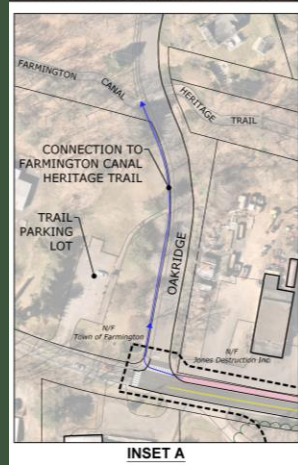 FARMINGTON
CANAL
HERITAGE
TRAIL
CONNECTION TO
FARMINGTON CANAL
HERITAGE TRAIL
TRAIL
PARKING
LOT
OAKRIDGE
N/F
Town of Farmington
N/F
Jones Destruction Inc.
INSET A